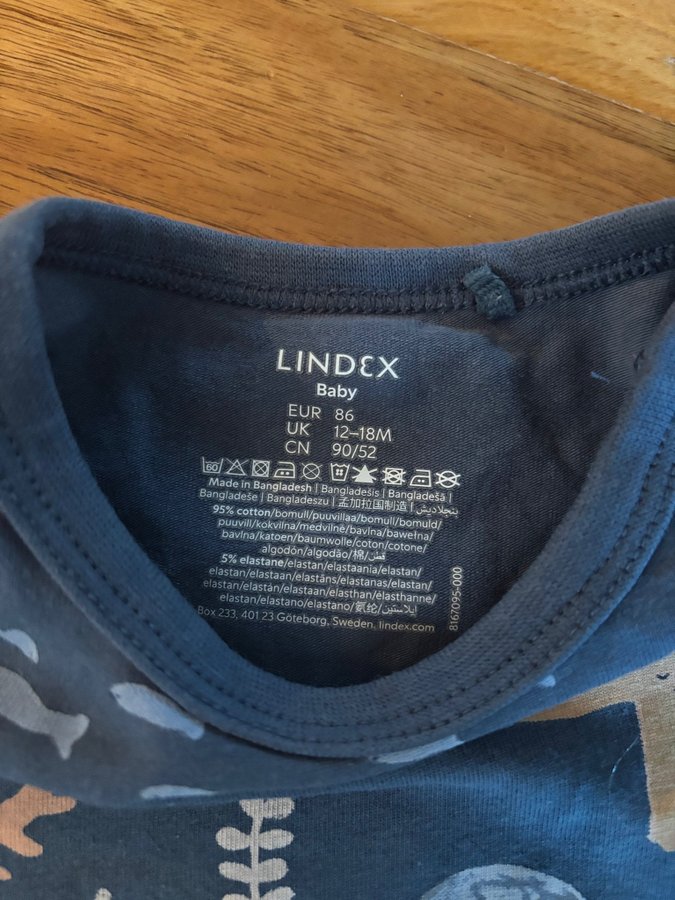 LINDEX
Baby
EUR 86
UK 12–18M
CN 90/52
60
Made in Bangladesh | Bangladešis | Bangladešā |
Bangladeše | Bangladeszu | 孟加拉国制造 | بنجلاديش
95% cotton/bomull/puuvillaa/bomull/bomuld/
puuvill/kokvilna/medvilnė/bavlna/bawełna/
bavlna/katoen/baumwolle/coton/cotone/
algodón/algodão/棉/قطن
5% elastane/elastan/elastaania/elastan/
elastan/elastaan/elastāns/elastanas/elastan/
elastan/elastán/elastaan/elasthan/élasthanne/
elastan/elastano/elastano/氨纶/إيلاستين
Box 233, 401 23 Göteborg, Sweden. lindex.com
8167095-000